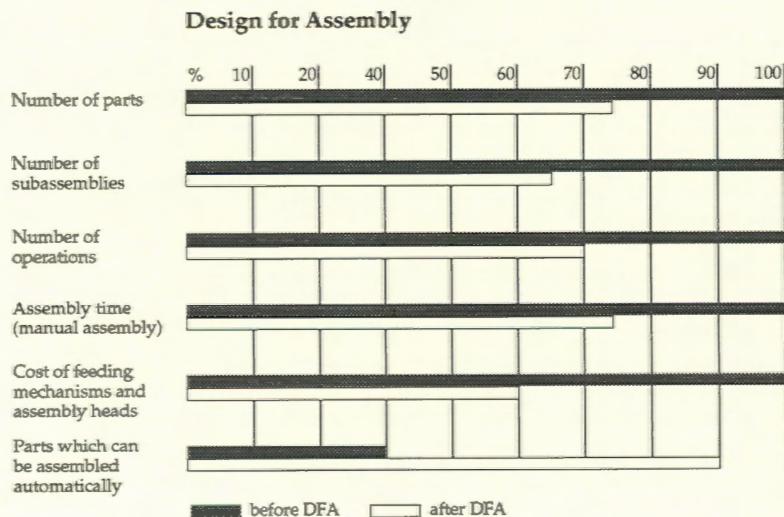 Design for Assembly
% 10 20 40 50 60 70 80 90 100
Number of parts
Number of
subassemblies
Number of
operations
Assembly time
(manual assembly)
Cost of feeding
mechanisms and
assembly heads
Parts which can
be assembled
automatically
before DFA after DFA